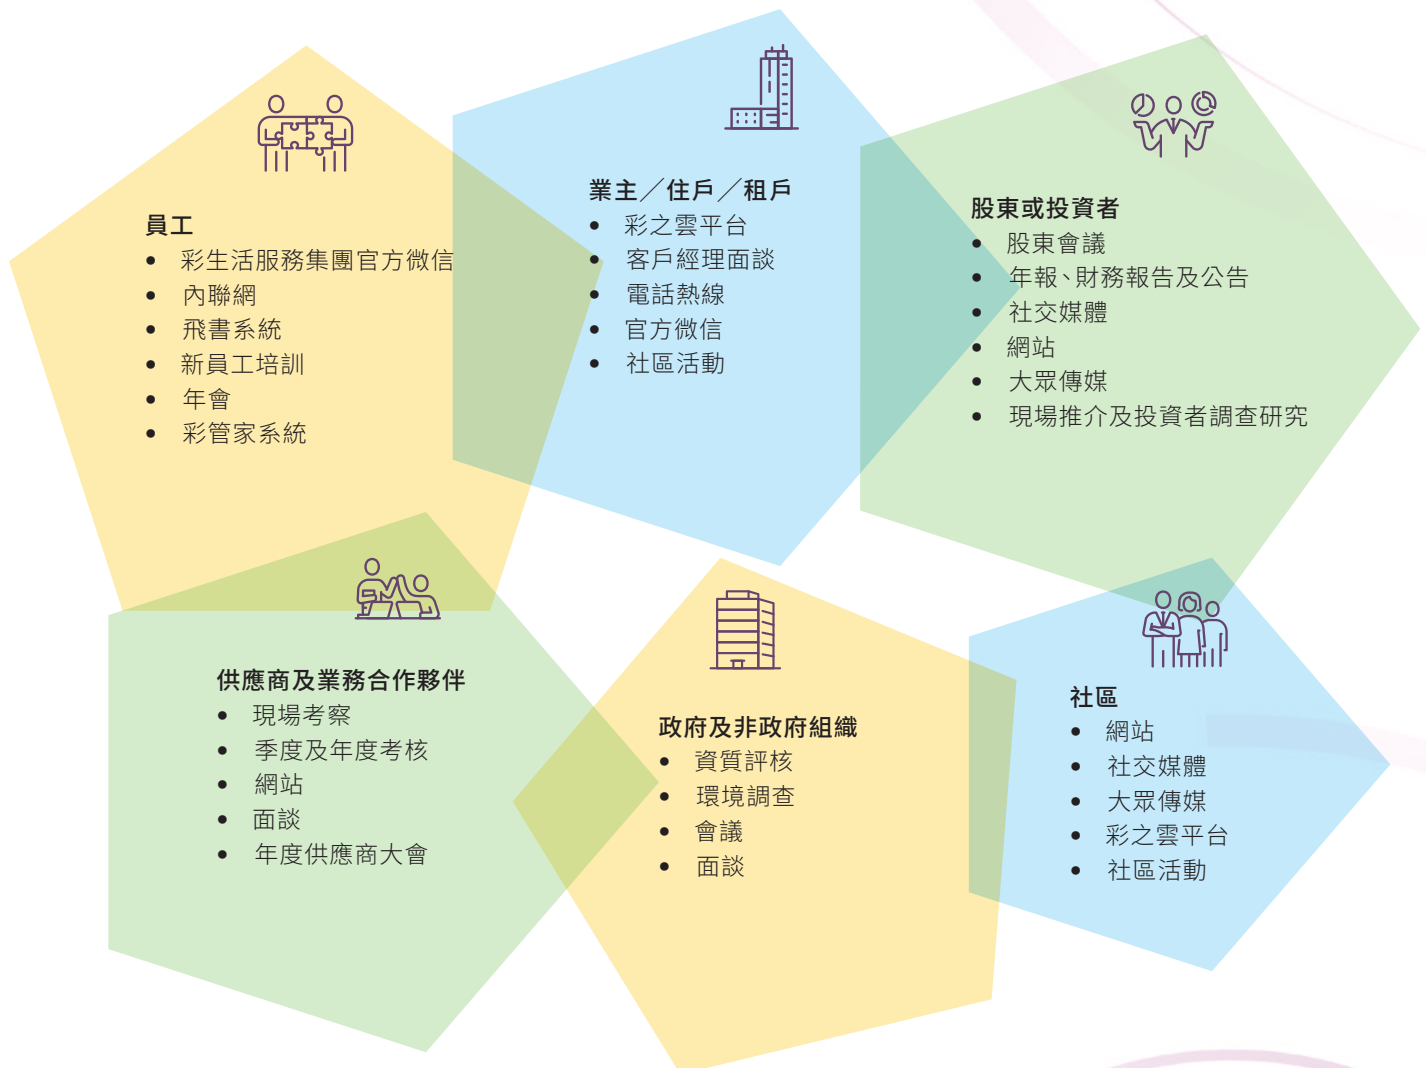 員工
• 彩生活服務集團官方微信
• 內聯網
• 飛書系統
• 新員工培訓
• 年會
• 彩管家系統
業主／住戶／租戶
• 彩之雲平台
• 客戶經理面談
• 電話熱線
• 官方微信
• 社區活動
股東或投資者
• 股東會議
• 年報、財務報告及公告
• 社交媒體
• 網站
• 大眾傳媒
• 現場推介及投資者調查研究
供應商及業務合作夥伴
• 現場考察
• 季度及年度考核
• 網站
• 面談
• 年度供應商大會
政府及非政府組織
• 資質評核
• 環境調查
• 會議
• 面談
社區
• 網站
• 社交媒體
• 大眾傳媒
• 彩之雲平台
• 社區活動